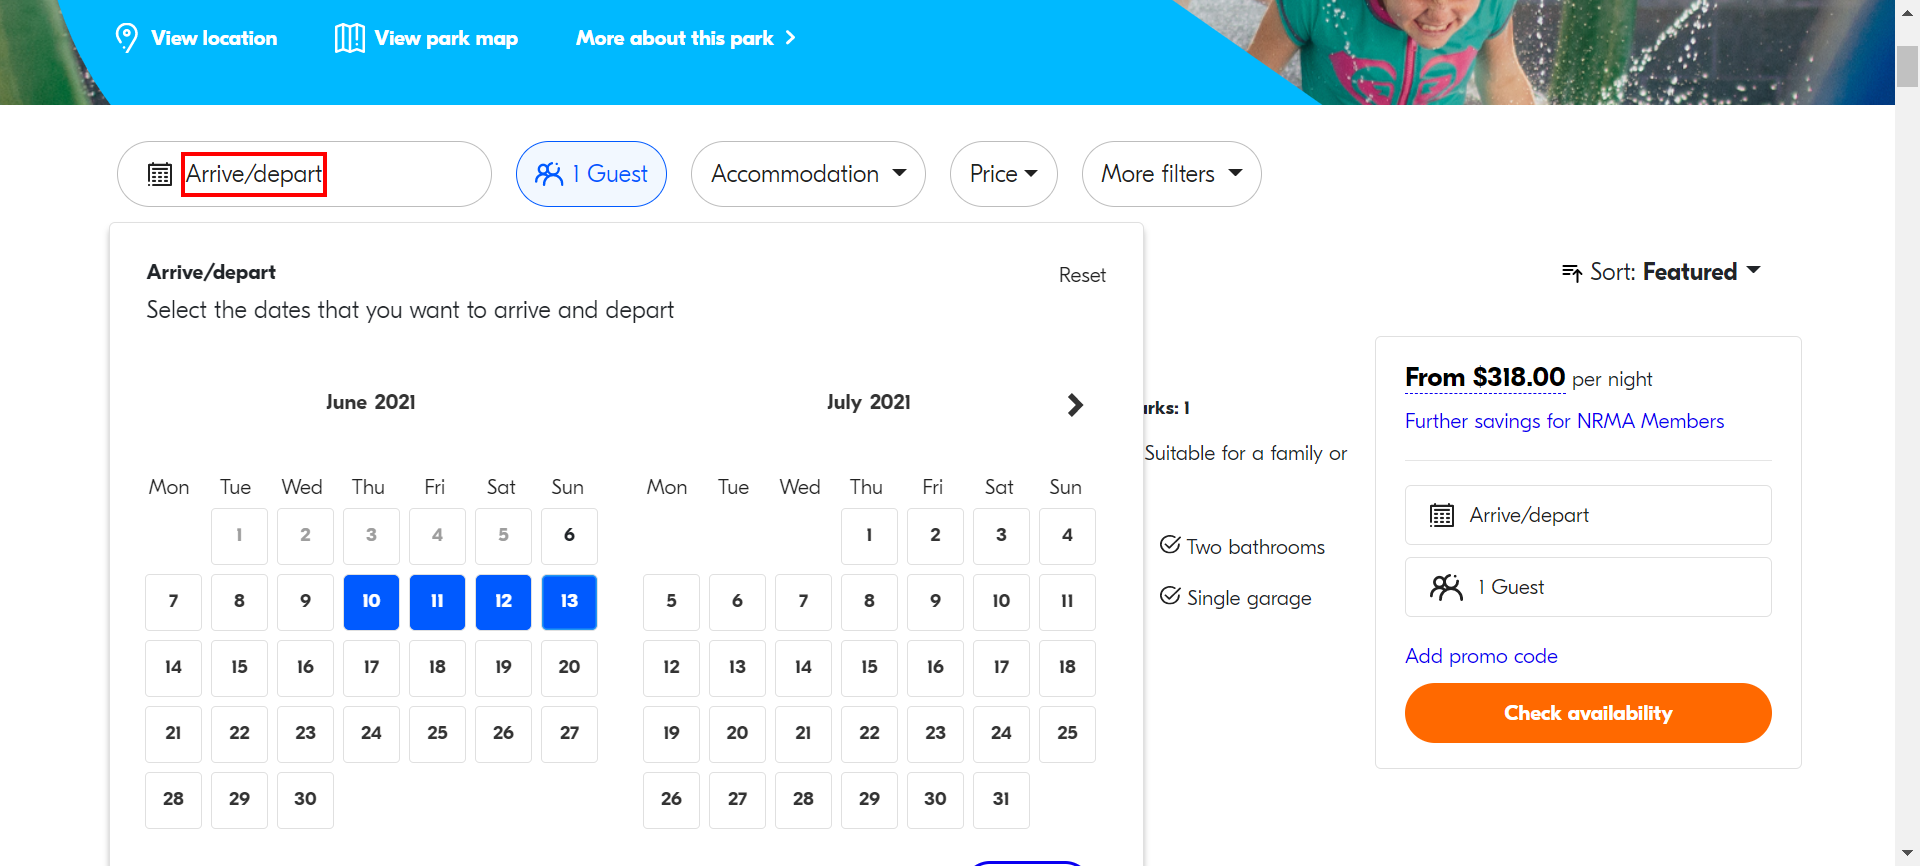 View location
View park map
More about this park
Arrive/depart
1 Guest
Accommodation
Price
More filters
Arrive/depart
Reset
Select the dates that you want to arrive and depart
Sort: Featured
June 2021
July 2021
Mon Tue Wed Thu Fri Sat Sun
1 2 3 4 5 6
7 8 9 10 11 12 13
14 15 16 17 18 19 20
21 22 23 24 25 26 27
28 29 30
Mon Tue Wed Thu Fri Sat Sun
1 2 3 4
5 6 7 8 9 10 11
12 13 14 15 16 17 18
19 20 21 22 23 24 25
26 27 28 29 30 31
: 1
Suitable for a family or
Two bathrooms
Single garage
From $318.00 per night
Further savings for NRMA Members
Arrive/depart
1 Guest
Add promo code
Check availability